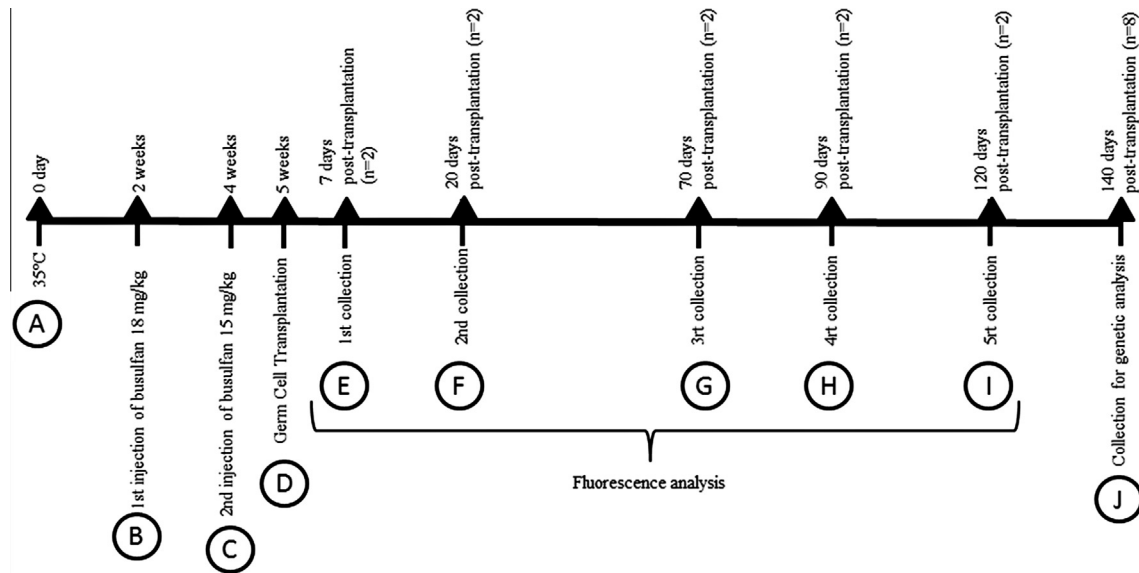 0 day
2 weeks
4 weeks
5 weeks
7 days
post-transplantation
(n=2)
20 days
post-transplantation (n=2)
70 days
post-transplantation (n=2)
90 days
post-transplantation (n=2)
120 days
post-transplantation (n=2)
140 days
post-transplantation (n=8)
35ºC
A
1st injection of busulfan 18 mg/kg
B
2nd injection of busulfan 15 mg/kg
C
Germ Cell Transplantation
D
1st collection
E
2nd collection
F
3rt collection
G
4rt collection
H
5rt collection
I
Collection for genetic analysis
J
Fluorescence analysis